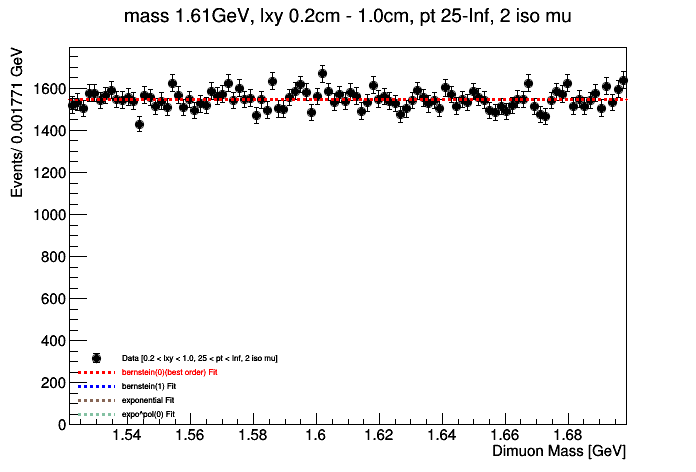 mass 1.61GeV, lxy 0.2cm - 1.0cm, pt 25-Inf, 2 iso mu
Events/ 0.001771 GeV
1600
1400
1200
1000
800
600
400
200
0
Data [0.2 < lxy < 1.0, 25 < pt < Inf, 2 iso mu]
bernstein(0)(best order) Fit
bernstein(1) Fit
exponential Fit
expo*pol(0) Fit
1.54 1.56 1.58 1.6 1.62 1.64 1.66 1.68
Dimuon Mass [GeV]